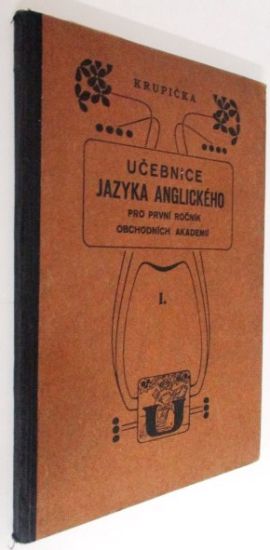 KRUPIČKA
UČEBNiCE
JAZYKA ANGLICKÉHO
PRO PRVNÍ ROČNÍK
OBCHODNÍCH AKADEMIÍ
I.
U